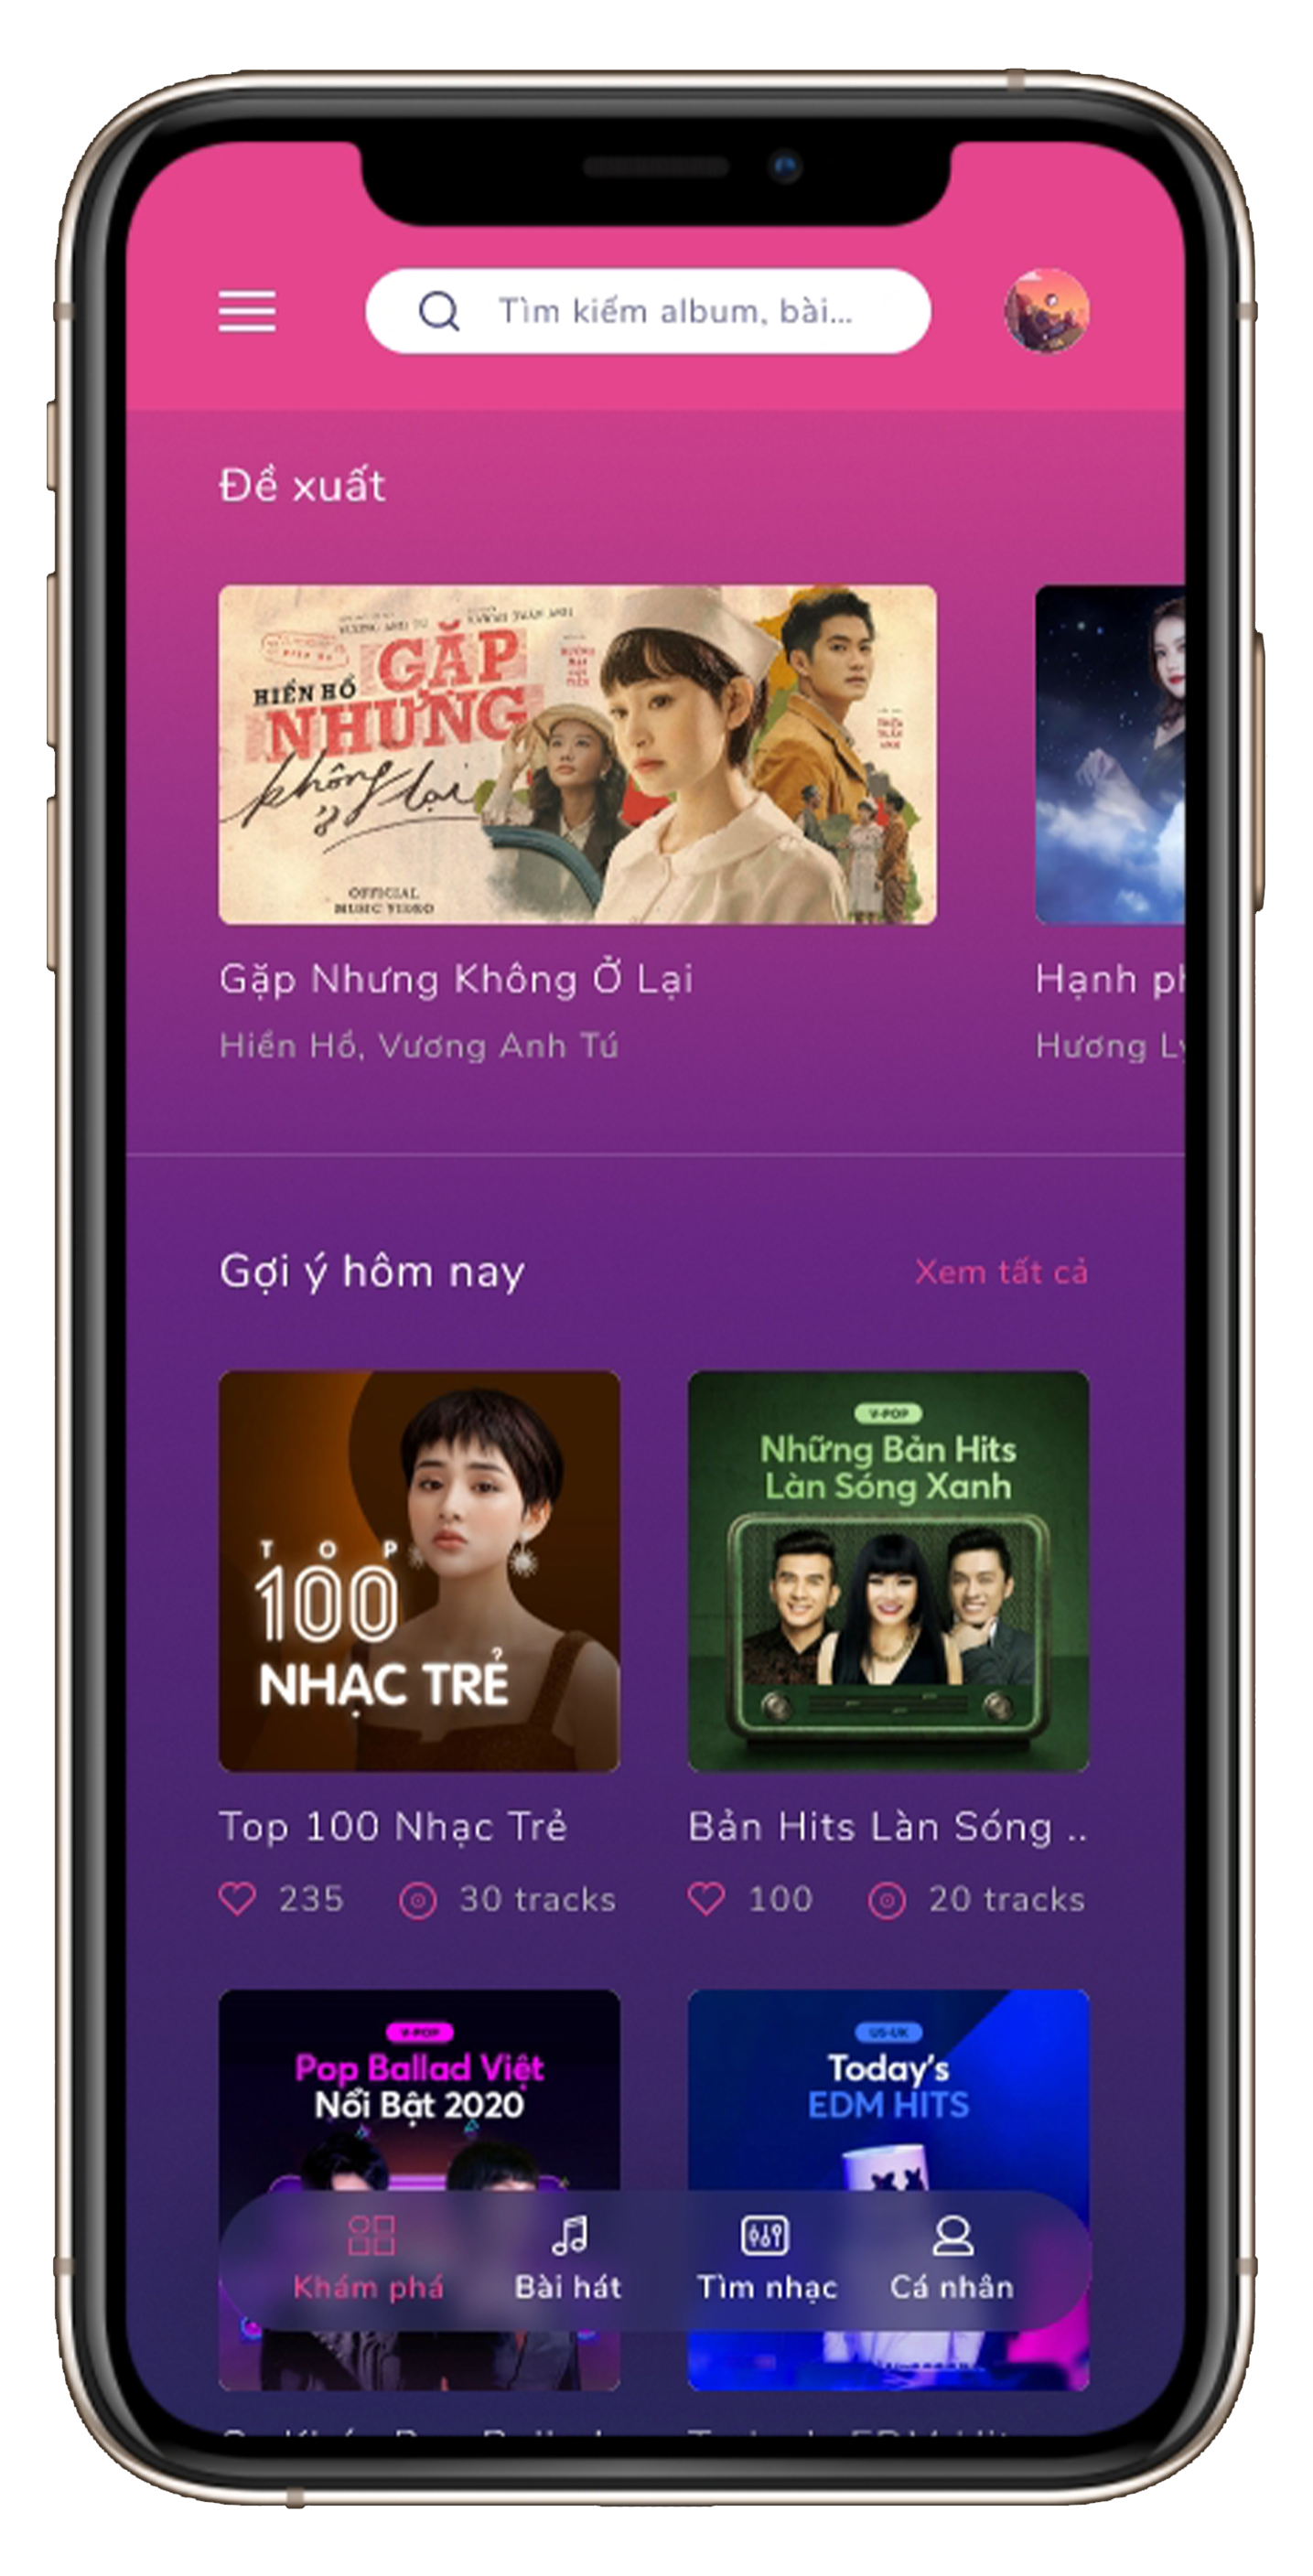 Tìm kiếm album, bài...
Đề xuất
HIỀN HỒ
GẶP
NHƯNG
không ở lại
OFFICIAL
MUSIC VIDEO
Gặp Nhưng Không Ở Lại
Hiền Hồ, Vương Anh Tú
Hạnh
Hương
Gợi ý hôm nay
Xem tất cả
TOP
100
NHẠC TRẺ
V-POP
Những Bản Hits
Làn Sóng Xanh
Top 100 Nhạc Trẻ
Bản Hits Làn Sóng ..
235
30 tracks
100
20 tracks
V-POP
Pop Ballad Việt
Nổi Bật 2020
US-UK
Today's
EDM HITS
Khám phá
Bài hát
Tìm nhạc
Cá nhân